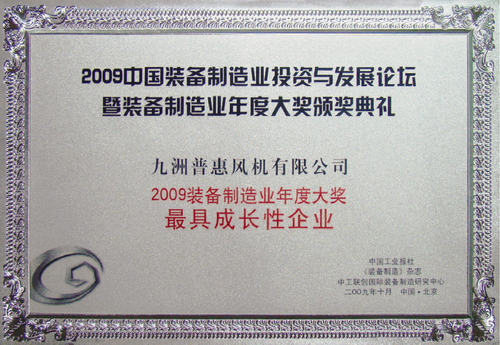 2009中国装备制造业投资与发展论坛
暨装备制造业年度大奖颁奖典礼
九洲普惠风机有限公司
2009装备制造业年度大奖
最具成长性企业
中国工业报社
《装备制造》杂志
中工联创国际装备制造研究中心
二00九年十月 中国·北京